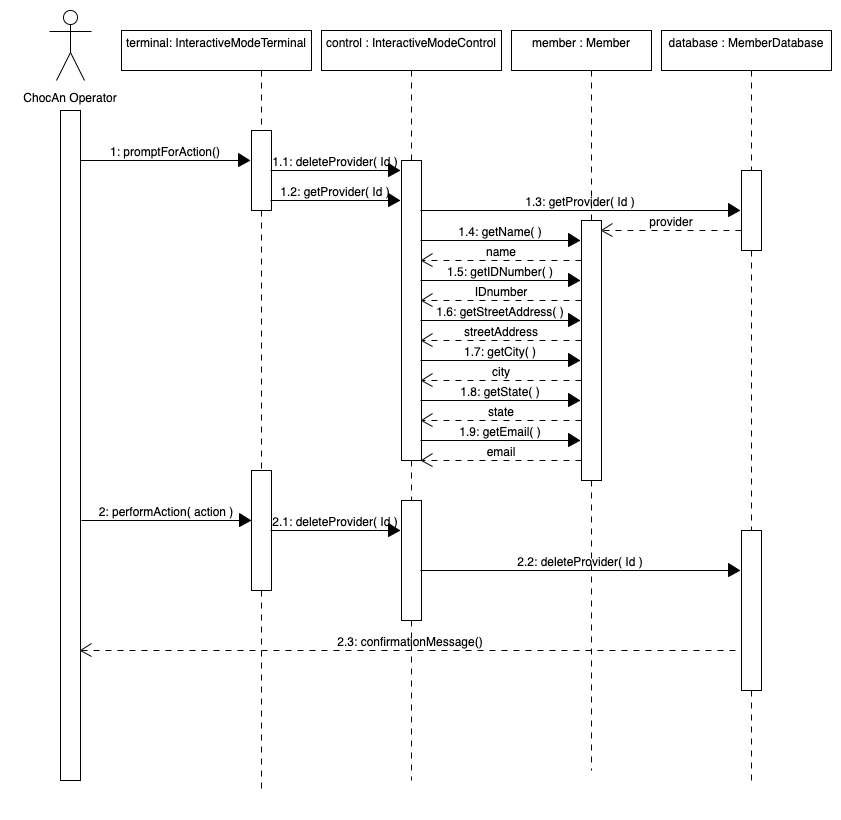 terminal: InteractiveModeTerminal
control : InteractiveModeControl
member : Member
database : MemberDatabase
ChocAn Operator
1: promptForAction()
1.1: deleteProvider( Id )
1.2: getProvider( Id )
1.3: getProvider( Id )
provider
1.4: getName( )
name
1.5: getIDNumber( )
IDnumber
1.6: getStreetAddress( )
streetAddress
1.7: getCity( )
city
1.8: getState( )
state
1.9: getEmail( )
email
2: performAction( action )
2.1: deleteProvider( Id )
2.2: deleteProvider( Id )
2.3: confirmationMessage()